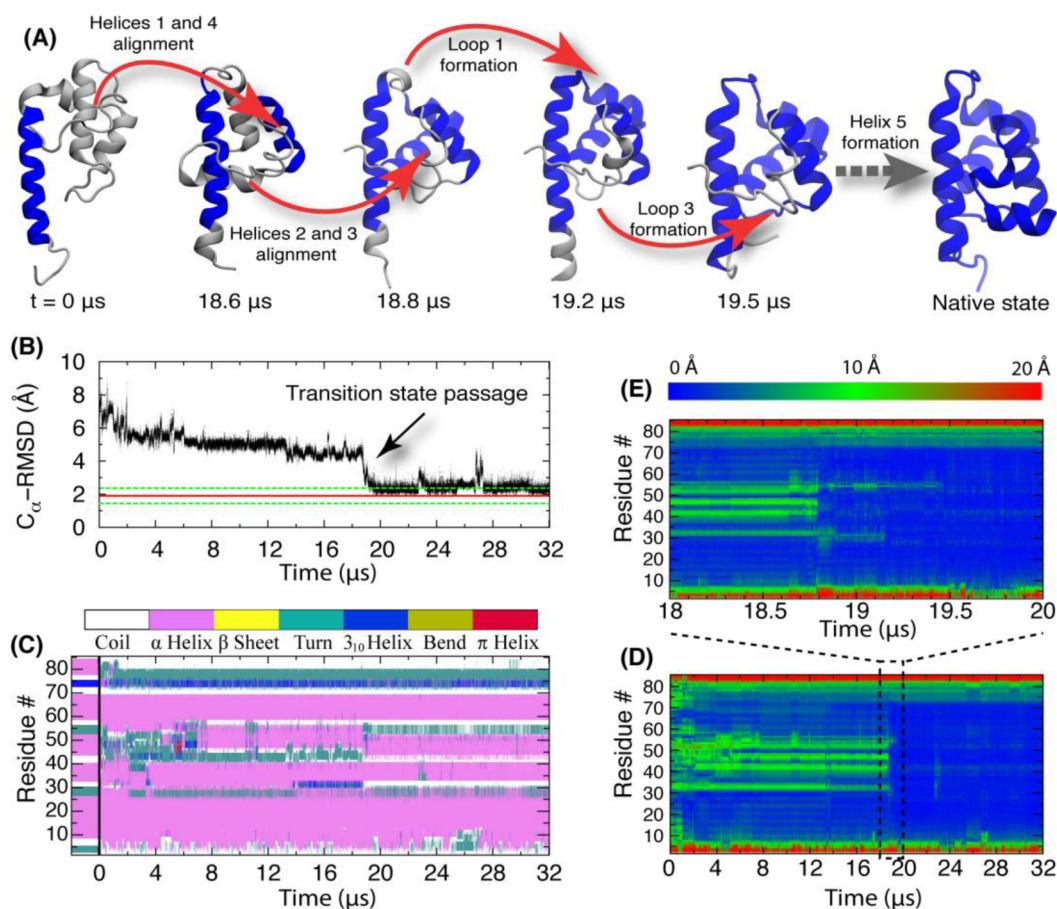 (A)
Helices 1 and 4
alignment
Loop 1
formation
Helix 5
formation
Helices 2 and 3
alignment
Loop 3
formation
t = 0 μs
18.6 μs
18.8 μs
19.2 μs
19.5 μs
Native state
(B)
Cα−RMSD (Å)
10
8
6
4
2
0
Transition state
passage
0 4 8 12 16 20 24 28 32
Time (μs)
(C)
Coil α Helix β Sheet Turn 3₁₀Helix Bend π Helix
Residue #
80
70
60
50
40
30
20
10
0 4 8 12 16 20 24 28 32
Time (μs)
(E)
0 Å 10 Å 20 Å
Residue #
80
70
60
50
40
30
20
10
18 18.5 19 19.5 20
Time (μs)
(D)
Residue #
80
70
60
50
40
30
20
10
0 4 8 12 16 20 24 28 32
Time (μs)